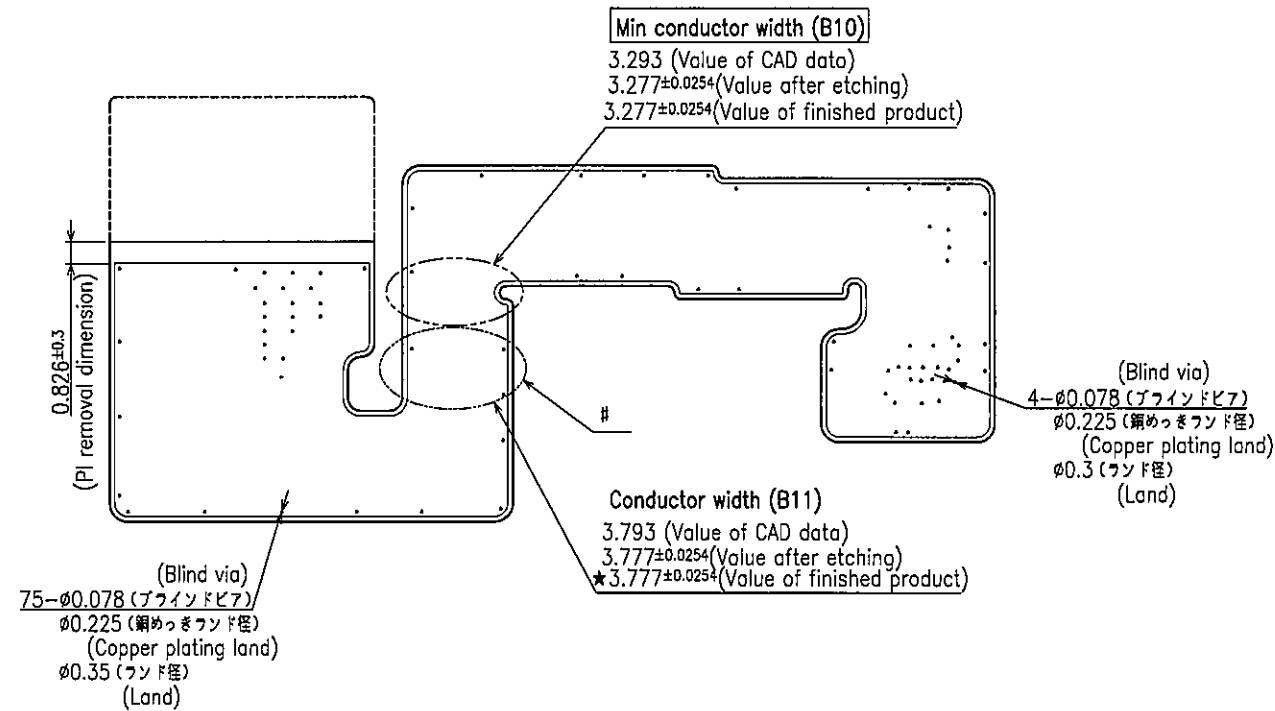 Min conductor width (B10)
3.293 (Value of CAD data)
3.277±0.0254(Value after etching)
3.277±0.0254(Value of finished product)
0.826±0.3
(PI removal dimension)
#
(Blind via)
4-ø0.078 (ブラインドビア)
ø0.225 (銅めっきランド径)
(Copper plating land)
ø0.3 (ランド径)
(Land)
Conductor width (B11)
3.793 (Value of CAD data)
3.777±0.0254(Value after etching)
★3.777±0.0254(Value of finished product)
(Blind via)
75-ø0.078 (ブラインドビア)
ø0.225 (銅めっきランド径)
(Copper plating land)
ø0.35 (ランド径)
(Land)